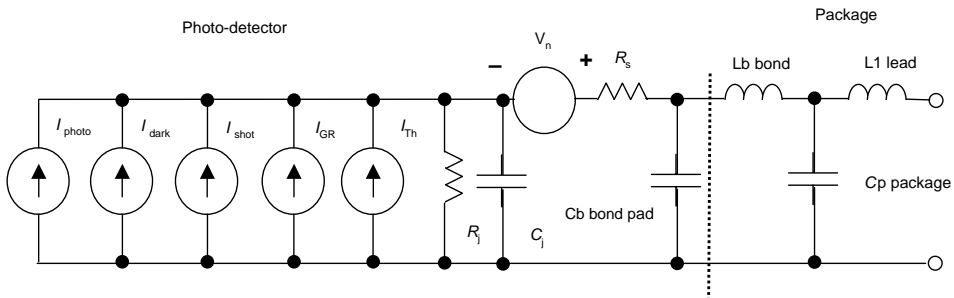 Photo-detector
Package
V_n
− +
R_s
Lb bond
L1 lead
I_photo
I_dark
I_shot
I_GR
I_Th
R_j
C_j
Cb bond pad
Cp package